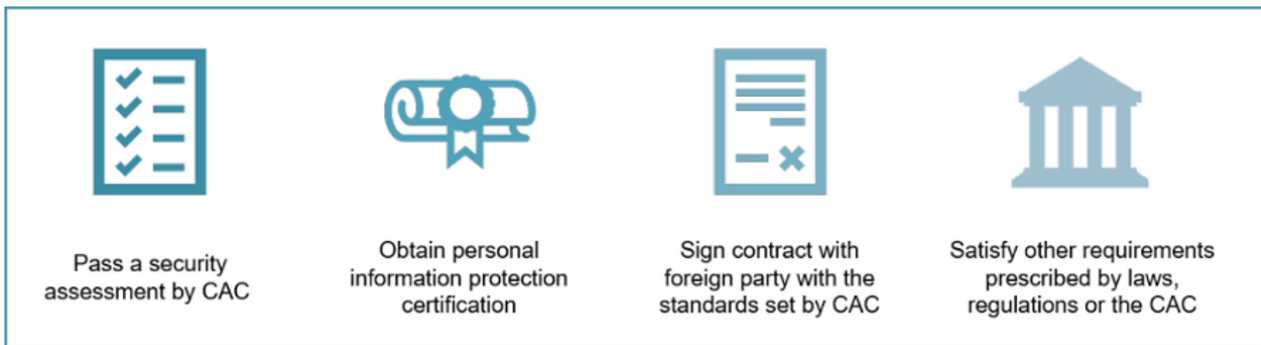 Pass a security
assessment by CAC
Obtain personal
information protection
certification
Sign contract with
foreign party with the
standards set by CAC
Satisfy other requirements
prescribed by laws,
regulations or the CAC